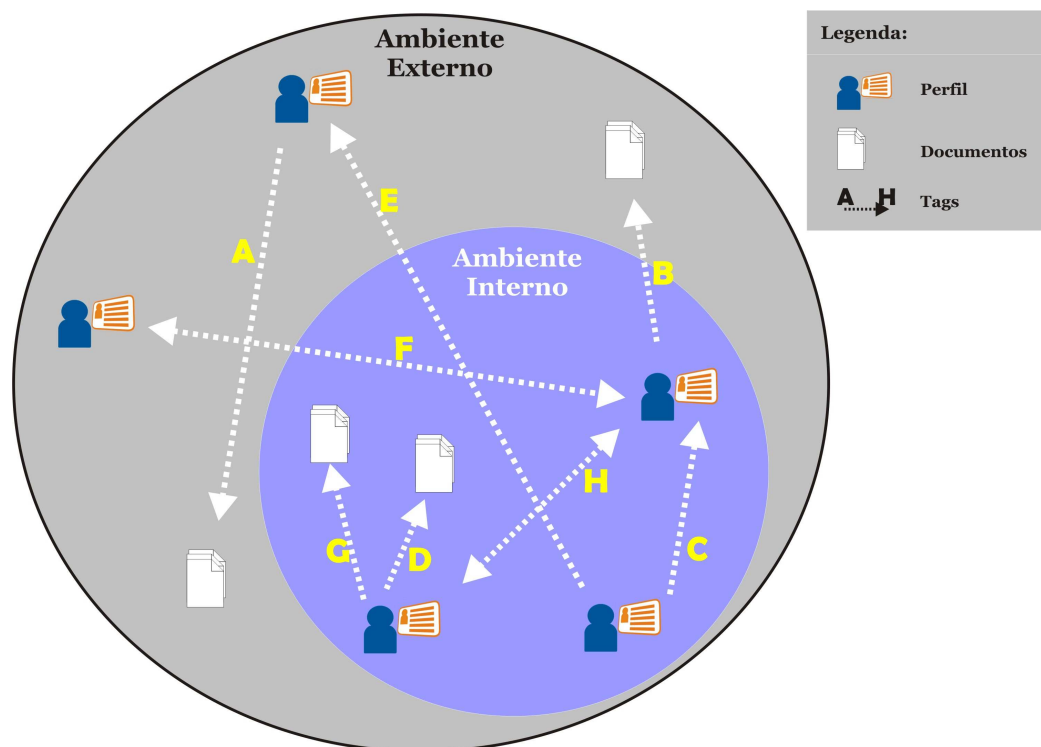 Ambiente
Externo
E
A
Ambiente
Interno
B
F
H
G
D
C
Legenda:
Perfil
Documentos
A H
Tags